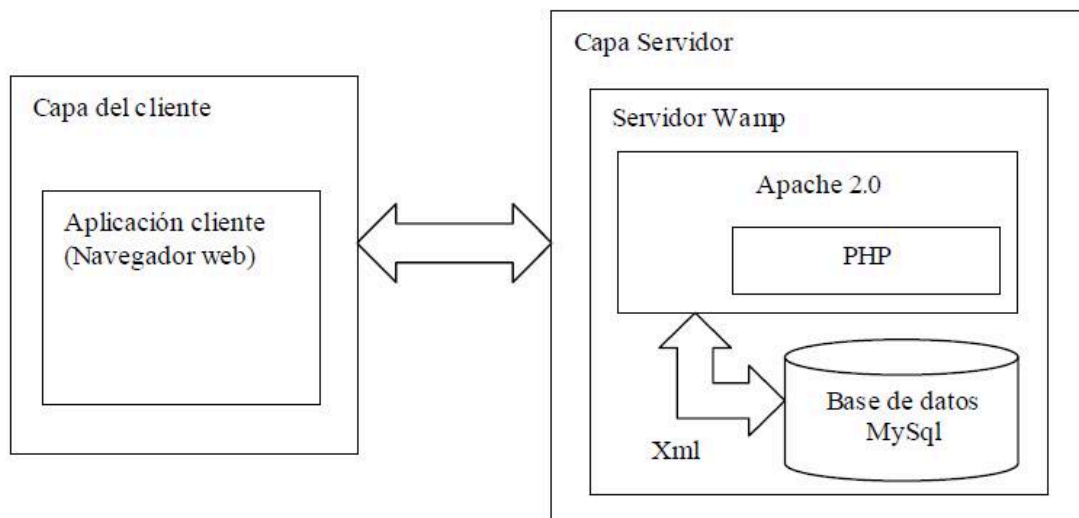 Capa del cliente
Aplicación cliente
(Navegador web)
Capa Servidor
Servidor Wamp
Apache 2.0
PHP
Xml
Base de datos
MySql